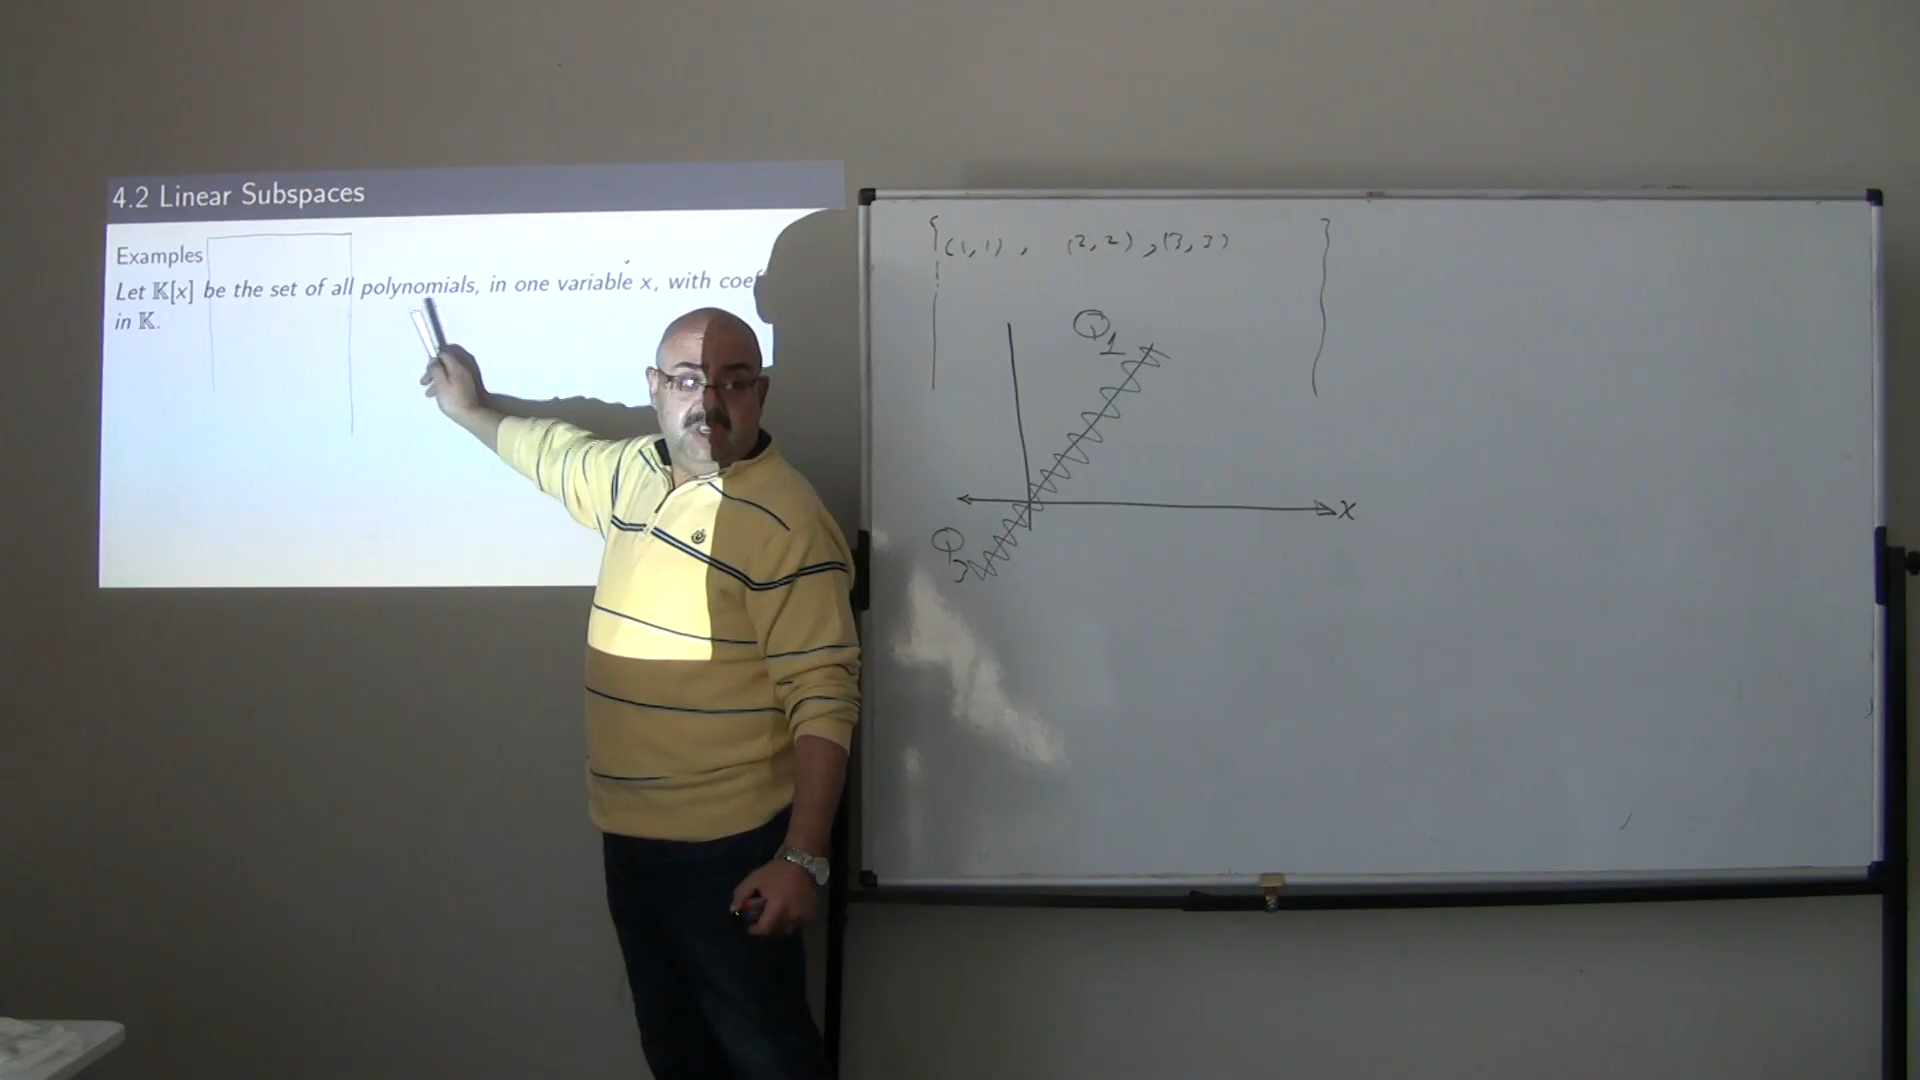 4.2 Linear Subspaces
Examples
Let 𝕂[x] be the set of all polynomials, in one variable x, with coef
in 𝕂.
{(1,1), (2,2), (3,3) }
Q1
x
Q3